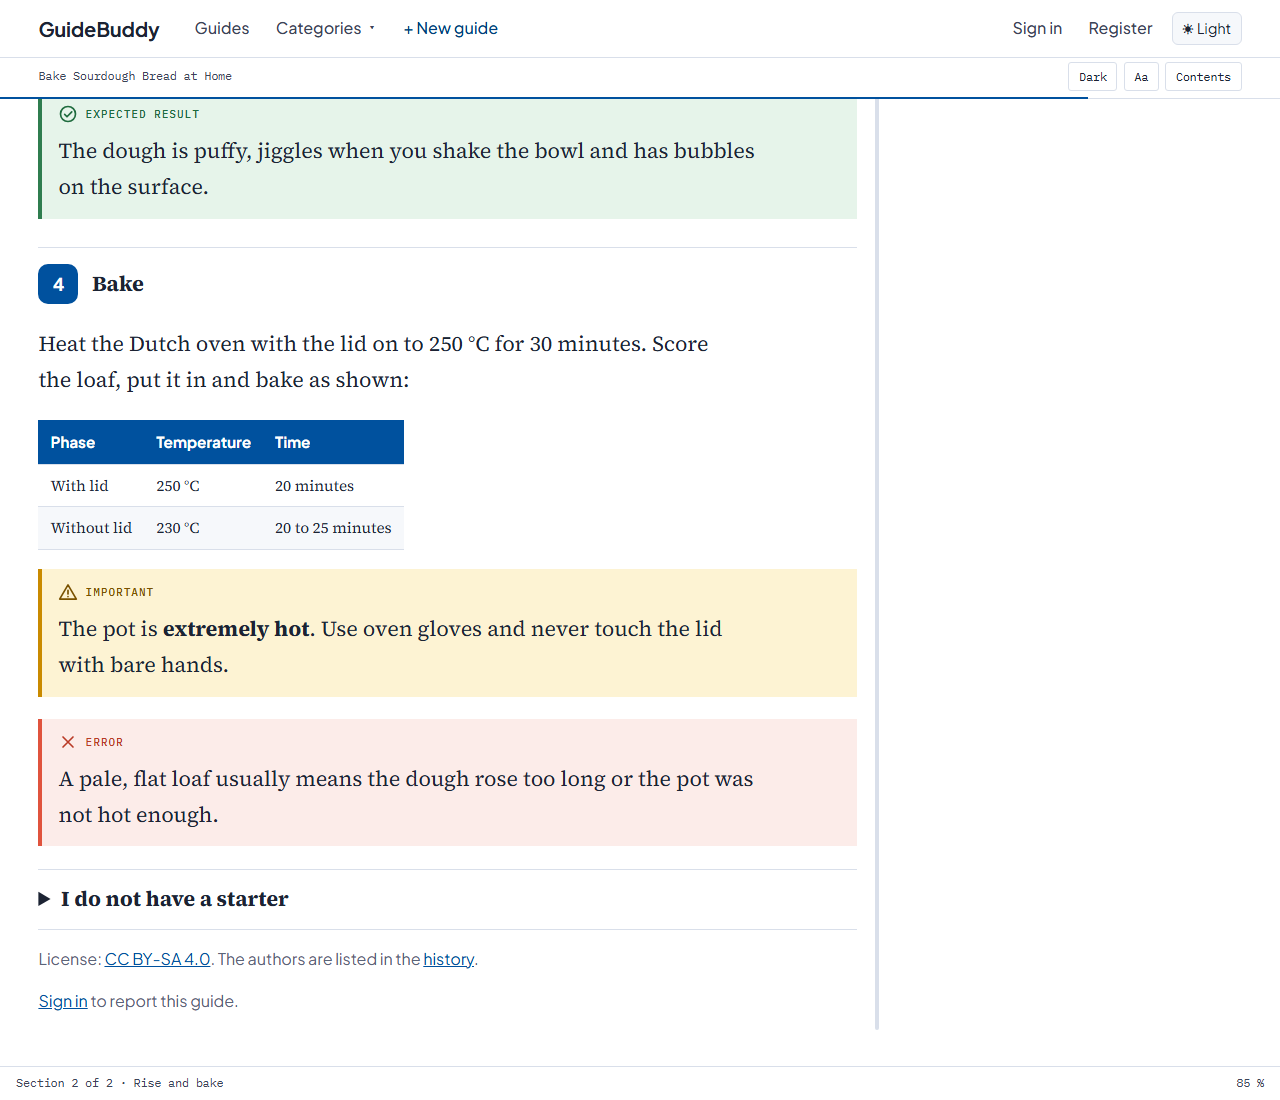 GuideBuddy Guides Categories + New guide Sign in Register ☀ Light
Bake Sourdough Bread at Home Dark Aa Contents
EXPECTED RESULT
The dough is puffy, jiggles when you shake the bowl and has bubbles
on the surface.
4 Bake
Heat the Dutch oven with the lid on to 250 °C for 30 minutes. Score
the loaf, put it in and bake as shown:
Phase Temperature Time
With lid 250 °C 20 minutes
Without lid 230 °C 20 to 25 minutes
IMPORTANT
The pot is extremely hot. Use oven gloves and never touch the lid
with bare hands.
ERROR
A pale, flat loaf usually means the dough rose too long or the pot was
not hot enough.
I do not have a starter
License: CC BY-SA 4.0. The authors are listed in the history.
Sign in to report this guide.
Section 2 of 2 · Rise and bake 85 %